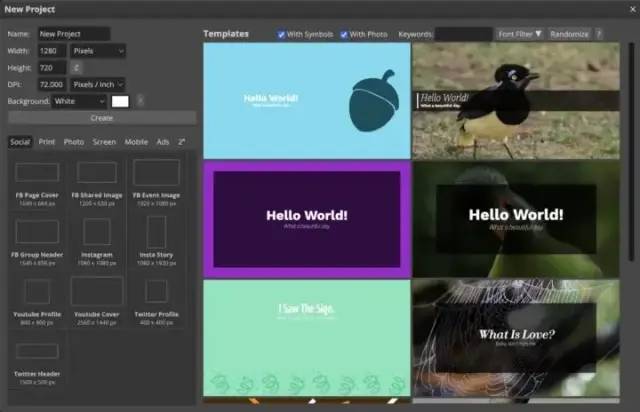 New Project
Name: New Project
Width: 1280 Pixels
Height: 720
DPI: 72.000 Pixels / Inch
Background: White
Create
Social Print Photo Screen Mobile Ads 2ⁿ
FB Page Cover
1640 x 664 px
FB Shared Image
1200 x 630 px
FB Event Image
1920 x 1080 px
FB Group Header
1640 x 856 px
Instagram
1080 x 1080 px
Insta Story
1080 x 1920 px
Youtube Profile
800 x 800 px
Youtube Cover
2560 x 1440 px
Twitter Profile
400 x 400 px
Twitter Header
1500 x 500 px
Templates With Symbols With Photo Keywords: Font Filter ▼ Randomize ?
Hello World!
What a beautiful day
Hello World!
What a beautiful day
Hello World!
What a beautiful day
Hello World!
What a beautiful day
I Saw The Sign.
What Is Love?
Baby, don't hurt me